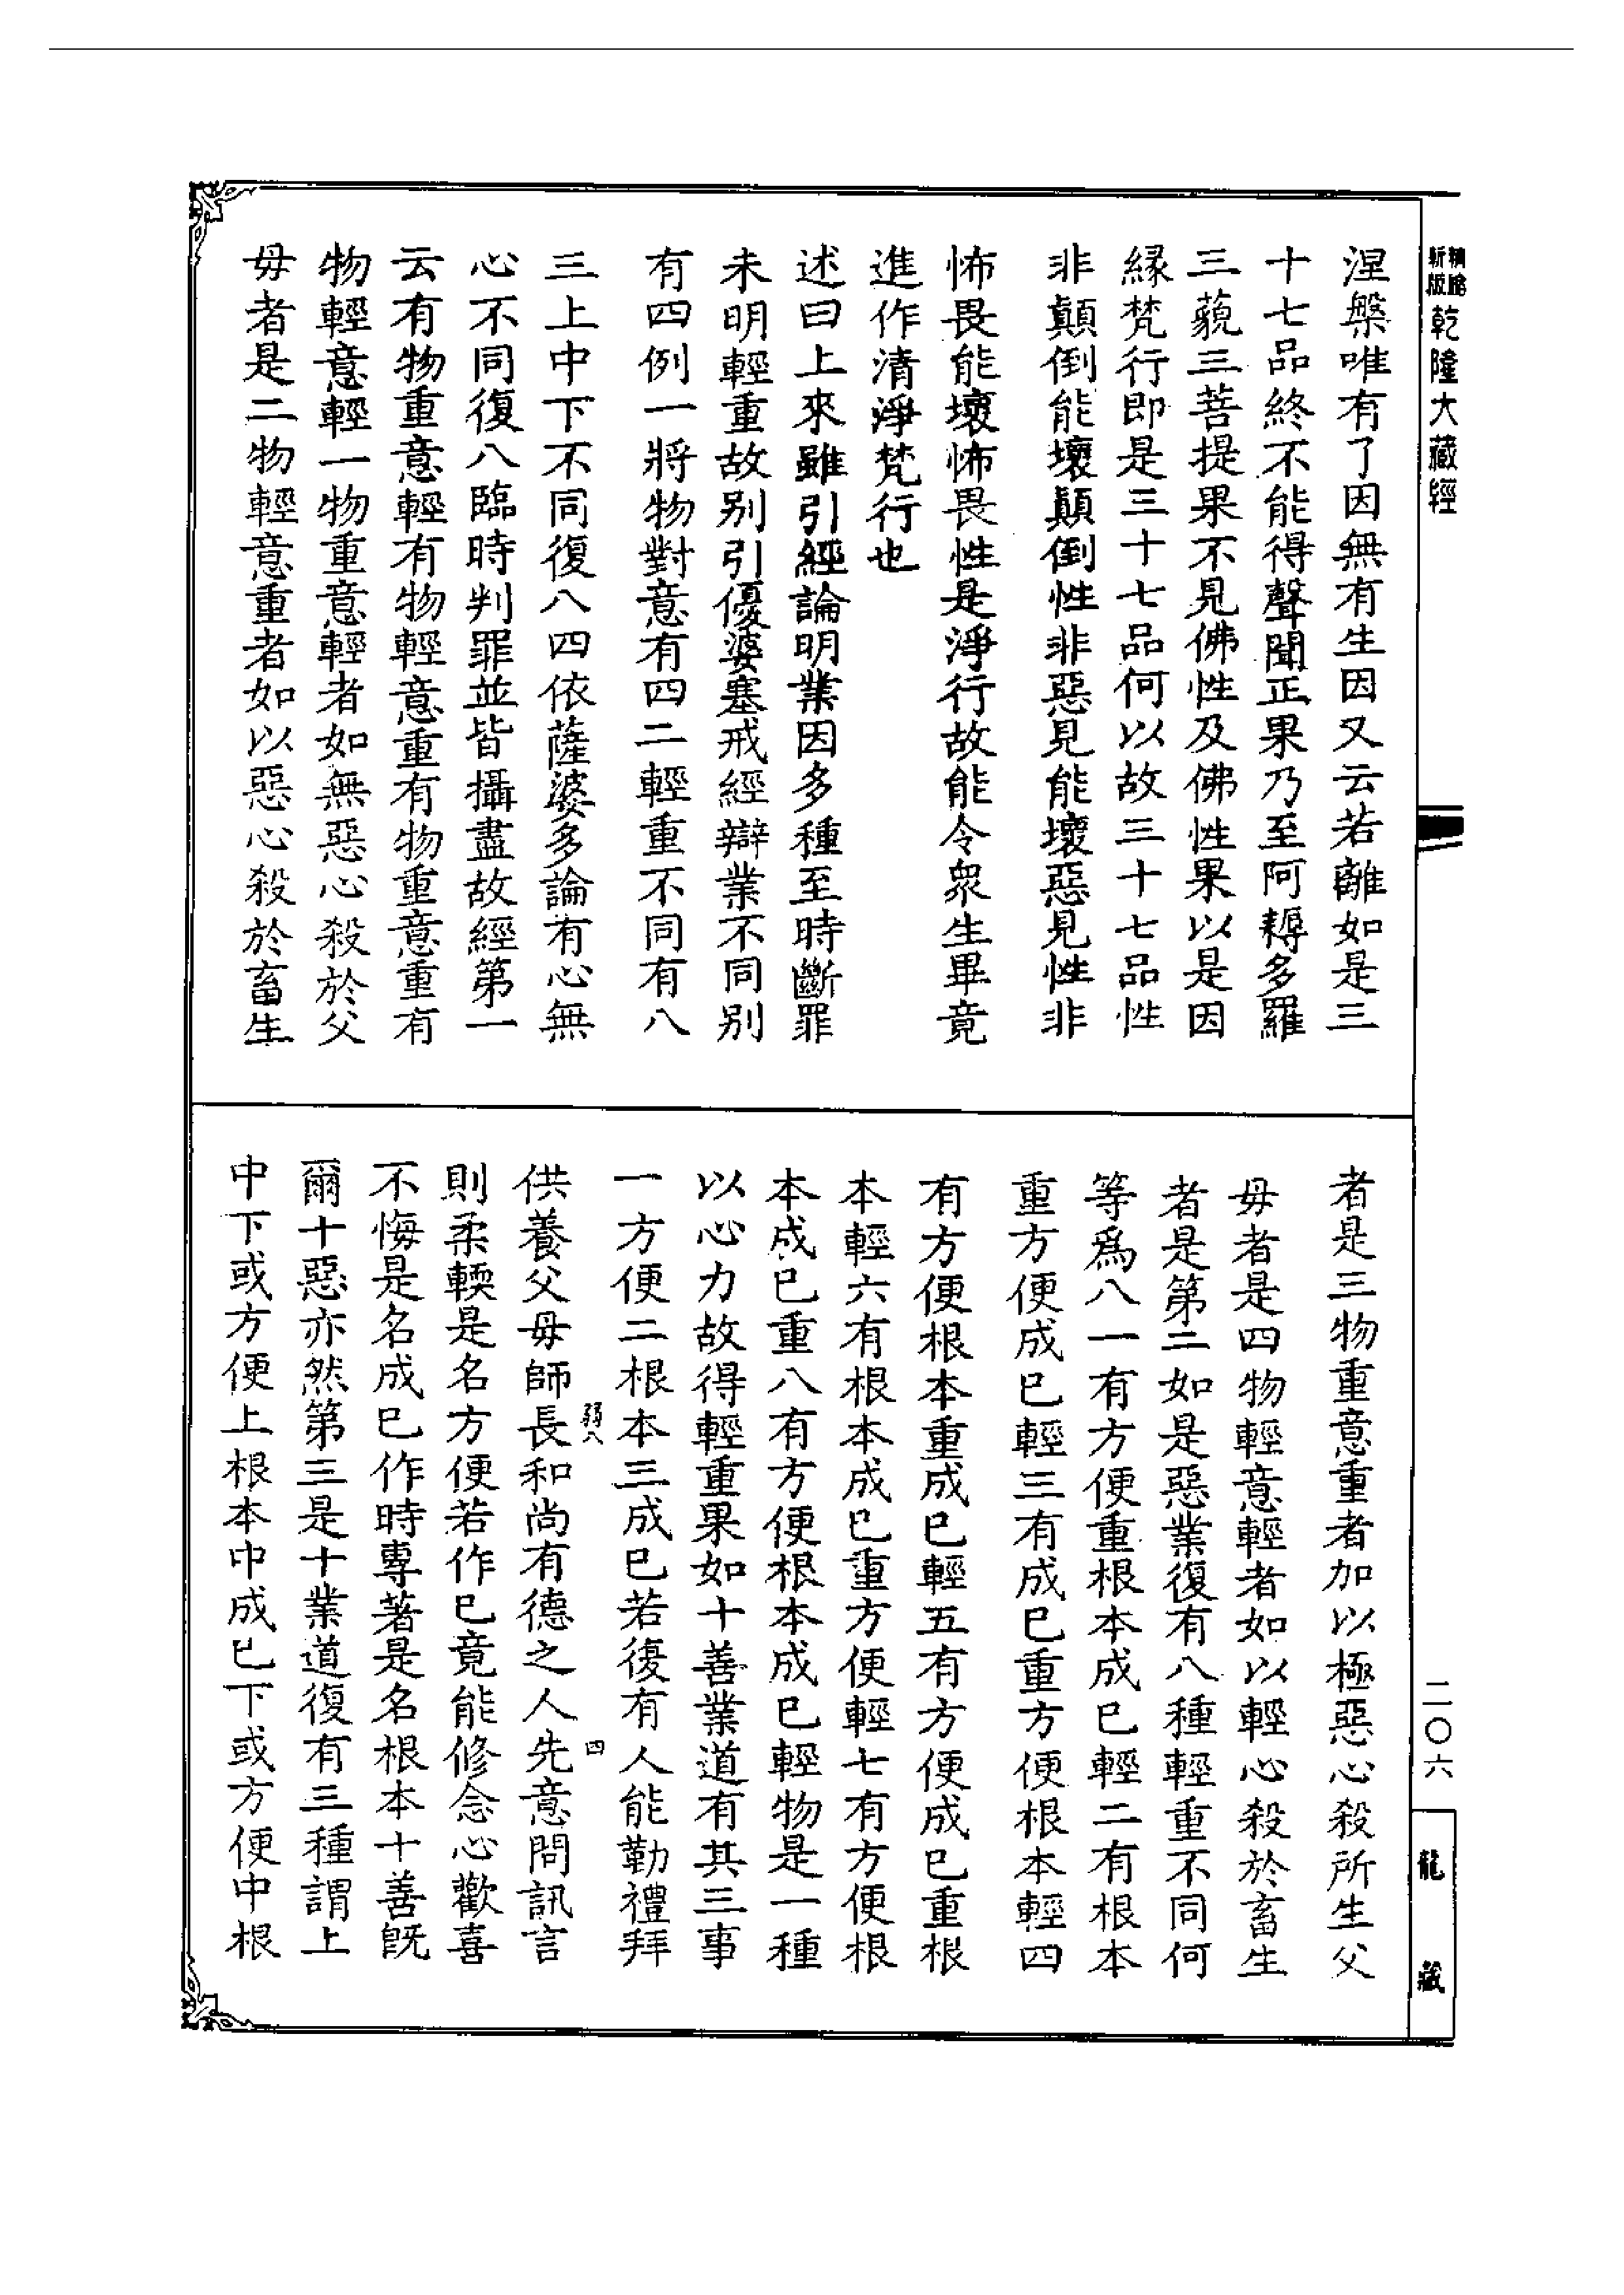 精縮
新版
乾隆大藏經
涅槃唯有了因無有生因又云若離如是三
十七品終不能得聲聞正果乃至阿耨多羅
三藐三菩提果不見佛性及佛性果以是因
緣梵行即是三十七品何以故三十七品性
非顛倒能壞顛倒性非惡見能壞惡見性非
怖畏能壞怖畏性是淨行故能令衆生畢竟
進作清淨梵行也
述曰上來雖引經論明業因多種至時斷罪
未明輕重故別引優婆塞戒經辯業不同別
有四例一將物對意有四二輕重不同有八
三上中下不同復八四依薩婆多論有心無
心不同復八臨時判罪並皆攝盡故經第一
云有物重意輕有物輕意重有物重意重有
物輕意輕一物重意輕者如無惡心殺於父
毋者是二物輕意重者如以惡心殺於畜生
者是三物重意重者加以極惡心殺所生父
毋者是四物輕意輕者如以輕心殺於畜生
者是第二如是惡業復有八種輕重不同何
等爲八一有方便重根本成已輕二有根本
重方便成已輕三有成已重方便根本輕四
有方便根本重成已輕五有方便成已重根
本輕六有根本成已重方便輕七有方便根
本成已重八有方便根本成已輕物是一種
以心力故得輕重果如十善業道有其三事
一方便二根本三成已若復有人能勤禮拜
弱八
四
供養父毋師長和尚有德之人先意問訊言
則柔輭是名方便若作已竟能修念心歡喜
不悔是名成已作時專著是名根本十善旣
爾十惡亦然第三是十業道復有三種謂上
中下或方便上根本中成已下或方便中根
二〇六
龍藏